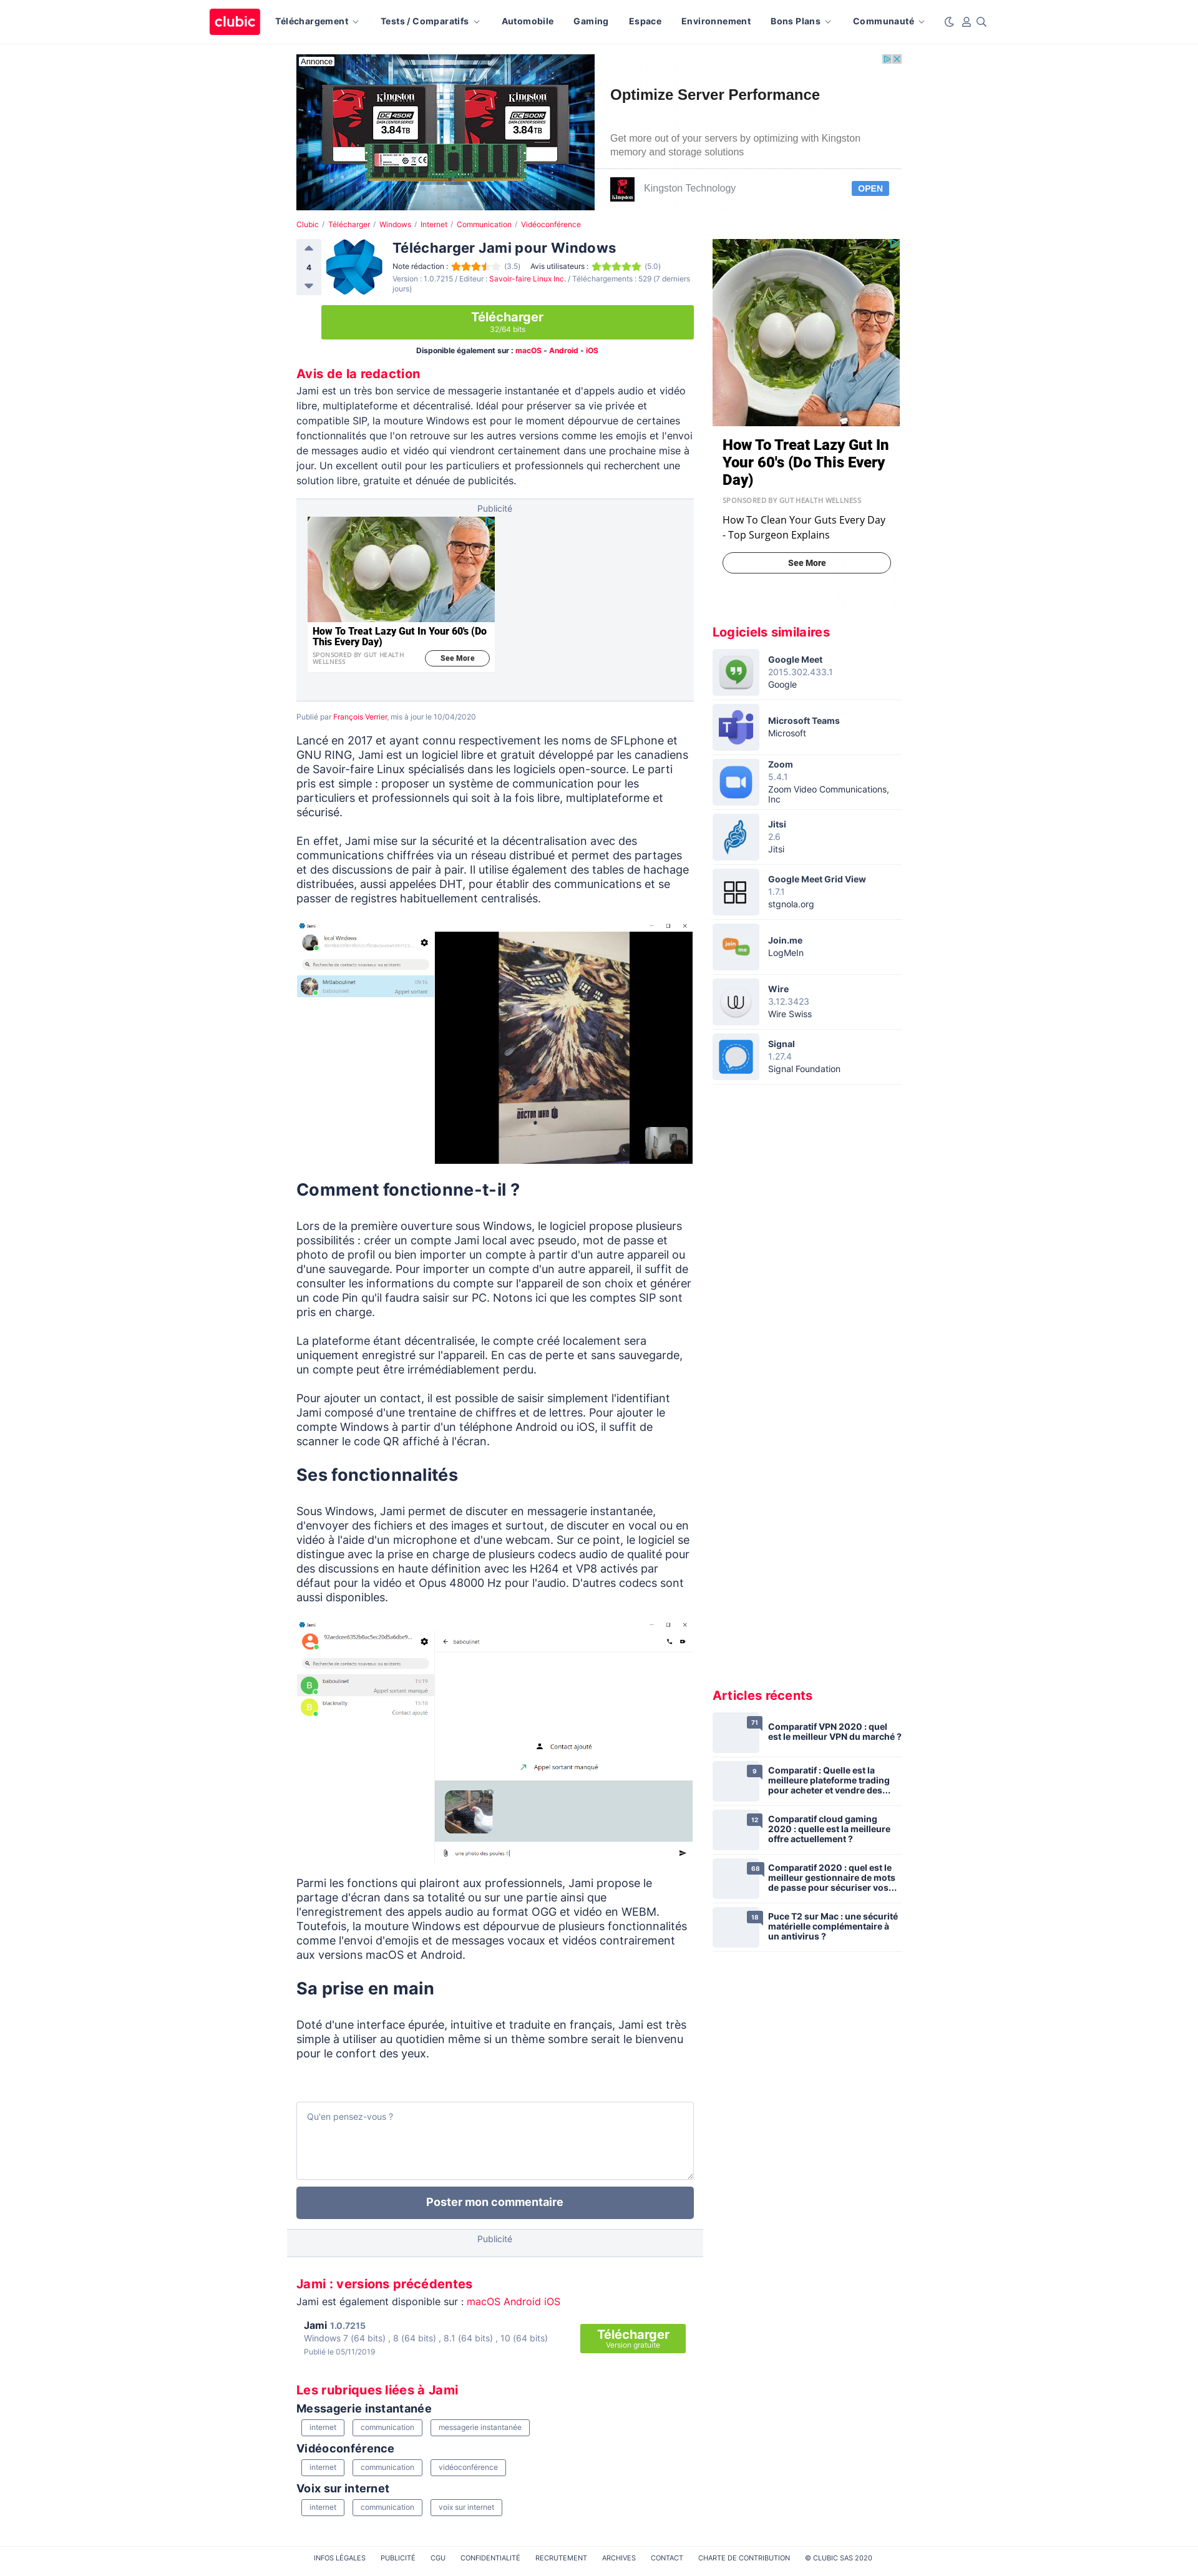 clubic
Téléchargement
Tests / Comparatifs
Automobile
Gaming
Espace
Environnement
Bons Plans
Communauté
Annonce
Kingston
DC450R
DATA CENTER SERIES
3.84TB
Kingston
DC500R
DATA CENTER SERIES
3.84TB
Optimize Server Performance
Get more out of your servers by optimizing with Kingston
memory and storage solutions
Kingston
Kingston Technology
OPEN
Clubic / Télécharger / Windows / Internet / Communication / Vidéoconférence
4
Télécharger Jami pour Windows
Note rédaction : (3.5) Avis utilisateurs : (5.0)
Version : 1.0.7215 / Editeur : Savoir-faire Linux Inc. / Téléchargements : 529 (7 derniers
jours)
Télécharger
32/64 bits
Disponible également sur : macOS - Android - iOS
Avis de la redaction
Jami est un très bon service de messagerie instantanée et d'appels audio et vidéo
libre, multiplateforme et décentralisé. Idéal pour préserver sa vie privée et
compatible SIP, la mouture Windows est pour le moment dépourvue de certaines
fonctionnalités que l'on retrouve sur les autres versions comme les emojis et l'envoi
de messages audio et vidéo qui viendront certainement dans une prochaine mise à
jour. Un excellent outil pour les particuliers et professionnels qui recherchent une
solution libre, gratuite et dénuée de publicités.
Publicité
How To Treat Lazy Gut In Your 60's (Do
This Every Day)
SPONSORED BY GUT HEALTH
WELLNESS
See More
Publié par François Verrier, mis à jour le 10/04/2020
Lancé en 2017 et ayant connu respectivement les noms de SFLphone et
GNU RING, Jami est un logiciel libre et gratuit développé par les canadiens
de Savoir-faire Linux spécialisés dans les logiciels open-source. Le parti
pris est simple : proposer un système de communication pour les
particuliers et professionnels qui soit à la fois libre, multiplateforme et
sécurisé.
En effet, Jami mise sur la sécurité et la décentralisation avec des
communications chiffrées via un réseau distribué et permet des partages
et des discussions de pair à pair. Il utilise également des tables de hachage
distribuées, aussi appelées DHT, pour établir des communications et se
passer de registres habituellement centralisés.
Jami
local Windows
Recherche de contacts nouveaux ou existants
Mrtlaboulinet
09:16
baboulinet
Appel sortant
DOCTOR WHO
Comment fonctionne-t-il ?
Lors de la première ouverture sous Windows, le logiciel propose plusieurs
possibilités : créer un compte Jami local avec pseudo, mot de passe et
photo de profil ou bien importer un compte à partir d'un autre appareil ou
d'une sauvegarde. Pour importer un compte d'un autre appareil, il suffit de
consulter les informations du compte sur l'appareil de son choix et générer
un code Pin qu'il faudra saisir sur PC. Notons ici que les comptes SIP sont
pris en charge.
La plateforme étant décentralisée, le compte créé localement sera
uniquement enregistré sur l'appareil. En cas de perte et sans sauvegarde,
un compte peut être irrémédiablement perdu.
Pour ajouter un contact, il est possible de saisir simplement l'identifiant
Jami composé d'une trentaine de chiffres et de lettres. Pour ajouter le
compte Windows à partir d'un téléphone Android ou iOS, il suffit de
scanner le code QR affiché à l'écran.
Ses fonctionnalités
Sous Windows, Jami permet de discuter en messagerie instantanée,
d'envoyer des fichiers et des images et surtout, de discuter en vocal ou en
vidéo à l'aide d'un microphone et d'une webcam. Sur ce point, le logiciel se
distingue avec la prise en charge de plusieurs codecs audio de qualité pour
des discussions en haute définition avec les H264 et VP8 activés par
défaut pour la vidéo et Opus 48000 Hz pour l'audio. D'autres codecs sont
aussi disponibles.
Jami
baboulinet
Recherche de contacts nouveaux ou existants
B
baboulinet
15:19
Appel sortant manqué
B
blacknelly
15:18
Contact ajouté
Contact ajouté
Appel sortant manqué
une photo des poules !
Parmi les fonctions qui plairont aux professionnels, Jami propose le
partage d'écran dans sa totalité ou sur une partie ainsi que
l'enregistrement des appels audio au format OGG et vidéo en WEBM.
Toutefois, la mouture Windows est dépourvue de plusieurs fonctionnalités
comme l'envoi d'emojis et de messages vocaux et vidéos contrairement
aux versions macOS et Android.
Sa prise en main
Doté d'une interface épurée, intuitive et traduite en français, Jami est très
simple à utiliser au quotidien même si un thème sombre serait le bienvenu
pour le confort des yeux.
Qu'en pensez-vous ?
Poster mon commentaire
Publicité
Jami : versions précédentes
Jami est également disponible sur : macOS Android iOS
Jami 1.0.7215
Windows 7 (64 bits) , 8 (64 bits) , 8.1 (64 bits) , 10 (64 bits)
Publié le 05/11/2019
Télécharger
Version gratuite
Les rubriques liées à Jami
Messagerie instantanée
internet
communication
messagerie instantanée
Vidéoconférence
internet
communication
vidéoconférence
Voix sur internet
internet
communication
voix sur internet
How To Treat Lazy Gut In
Your 60's (Do This Every
Day)
SPONSORED BY GUT HEALTH WELLNESS
How To Clean Your Guts Every Day
- Top Surgeon Explains
See More
Logiciels similaires
Google Meet
2015.302.433.1
Google
Microsoft Teams
Microsoft
Zoom
5.4.1
Zoom Video Communications,
Inc
Jitsi
2.6
Jitsi
Google Meet Grid View
1.7.1
stgnola.org
join
me
Join.me
LogMeIn
Wire
3.12.3423
Wire Swiss
Signal
1.27.4
Signal Foundation
Articles récents
71
Comparatif VPN 2020 : quel
est le meilleur VPN du marché ?
9
Comparatif : Quelle est la
meilleure plateforme trading
pour acheter et vendre des...
12
Comparatif cloud gaming
2020 : quelle est la meilleure
offre actuellement ?
68
Comparatif 2020 : quel est le
meilleur gestionnaire de mots
de passe pour sécuriser vos...
18
Puce T2 sur Mac : une sécurité
matérielle complémentaire à
un antivirus ?
INFOS LÉGALES
PUBLICITÉ
CGU
CONFIDENTIALITÉ
RECRUTEMENT
ARCHIVES
CONTACT
CHARTE DE CONTRIBUTION
© CLUBIC SAS 2020